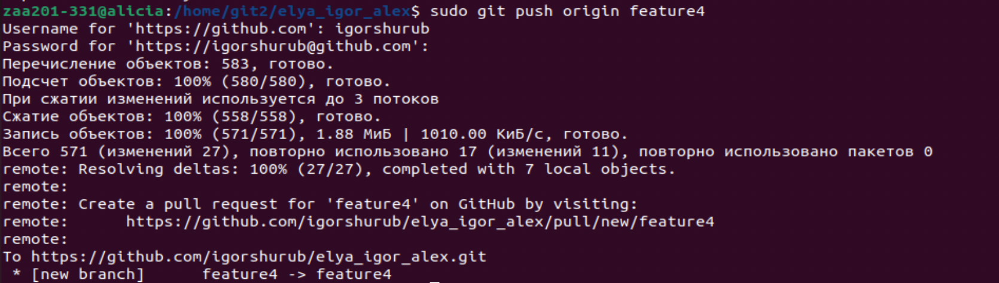 zaa201-331@alicia:/home/git2/elya_igor_alex$ sudo git push origin feature4
Username for 'https://github.com': igorshurub
Password for 'https://igorshurub@github.com':
Перечисление объектов: 583, готово.
Подсчет объектов: 100% (580/580), готово.
При сжатии изменений используется до 3 потоков
Сжатие объектов: 100% (558/558), готово.
Запись объектов: 100% (571/571), 1.88 МиБ | 1010.00 КиБ/с, готово.
Всего 571 (изменений 27), повторно использовано 17 (изменений 11), повторно использовано пакетов 0
remote: Resolving deltas: 100% (27/27), completed with 7 local objects.
remote:
remote: Create a pull request for 'feature4' on GitHub by visiting:
remote:      https://github.com/igorshurub/elya_igor_alex/pull/new/feature4
remote:
To https://github.com/igorshurub/elya_igor_alex.git
 * [new branch]      feature4 -> feature4